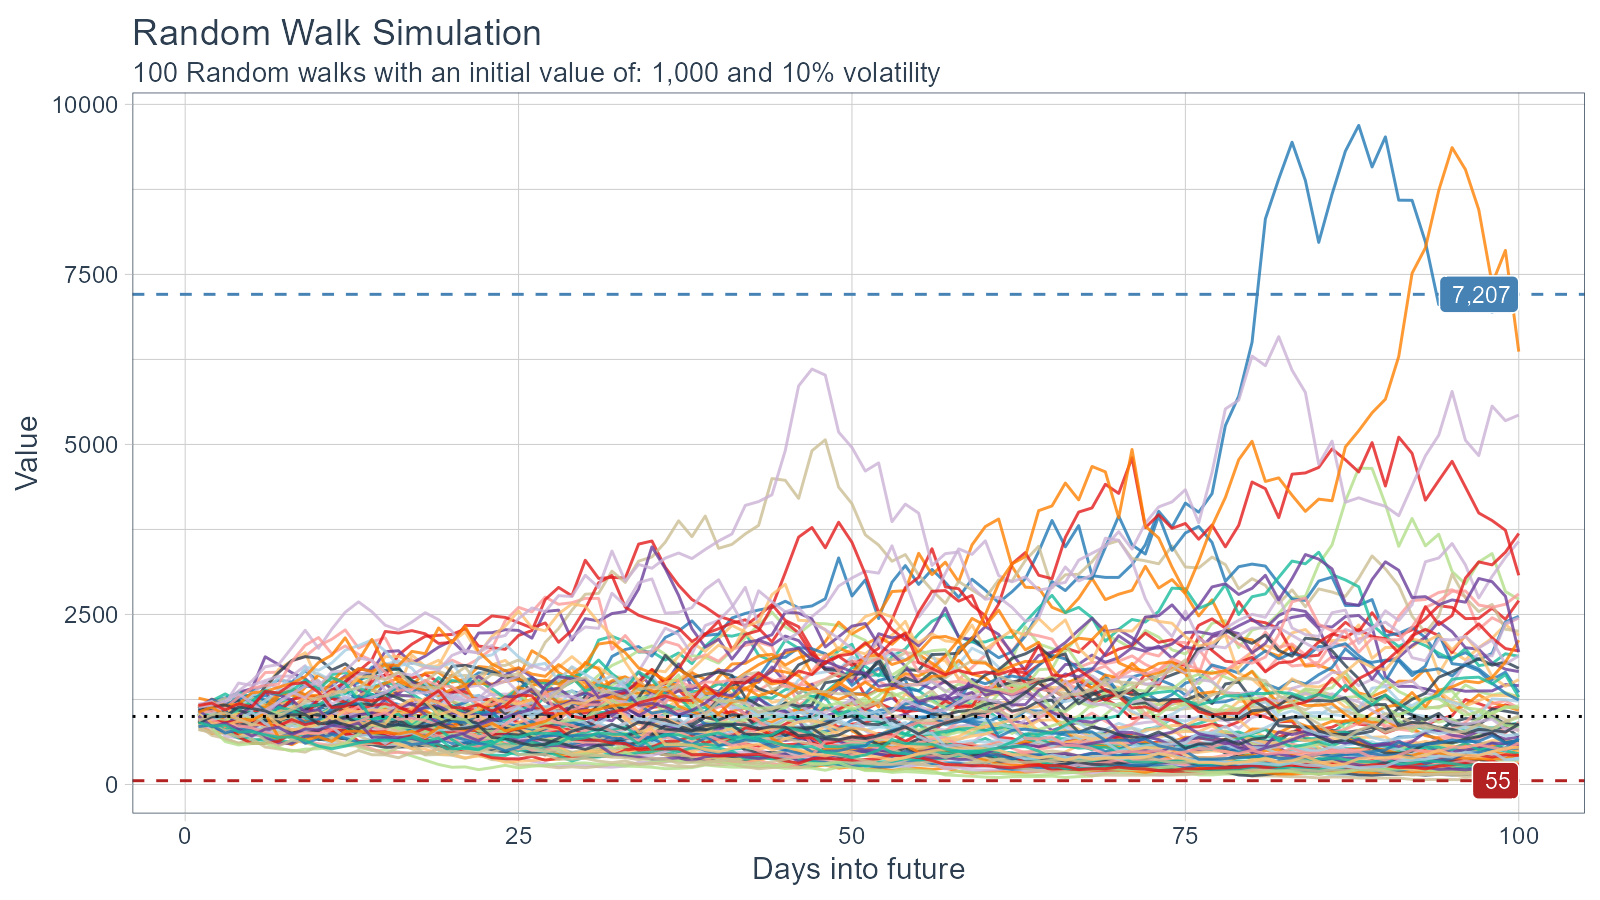 Random Walk Simulation
100 Random walks with an initial value of: 1,000 and 10% volatility
10000
7500
5000
2500
0
Value
7,207
55
0 25 50 75 100
Days into future